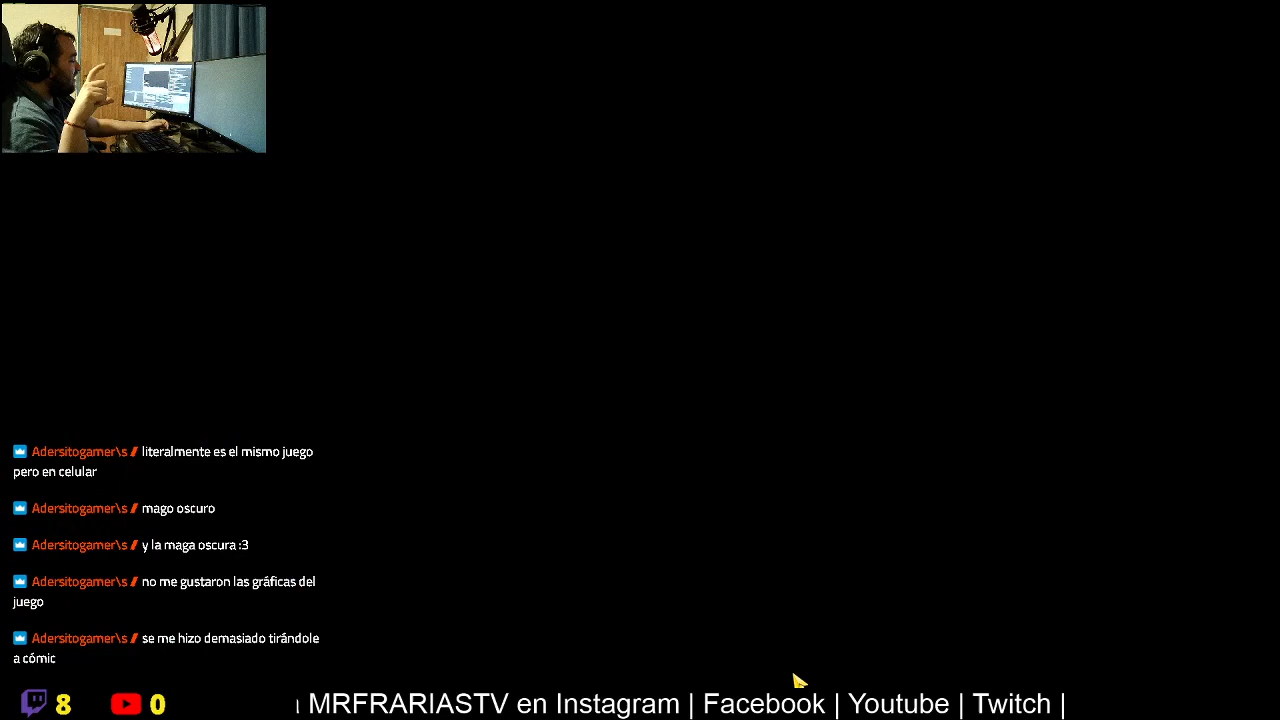 Adersitogamer\s // literalmente es el mismo juego
pero en celular
Adersitogamer\s // mago oscuro
Adersitogamer\s // y la maga oscura :3
Adersitogamer\s // no me gustaron las gráficas del
juego
Adersitogamer\s // se me hizo demasiado tirándole
a cómic
8 0 MRFRARIASTV en Instagram | Facebook | Youtube | Twitch |